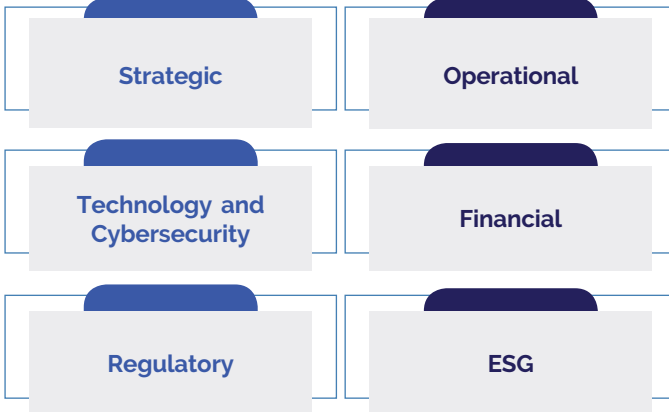 Strategic
Operational
Technology and
Cybersecurity
Financial
Regulatory
ESG